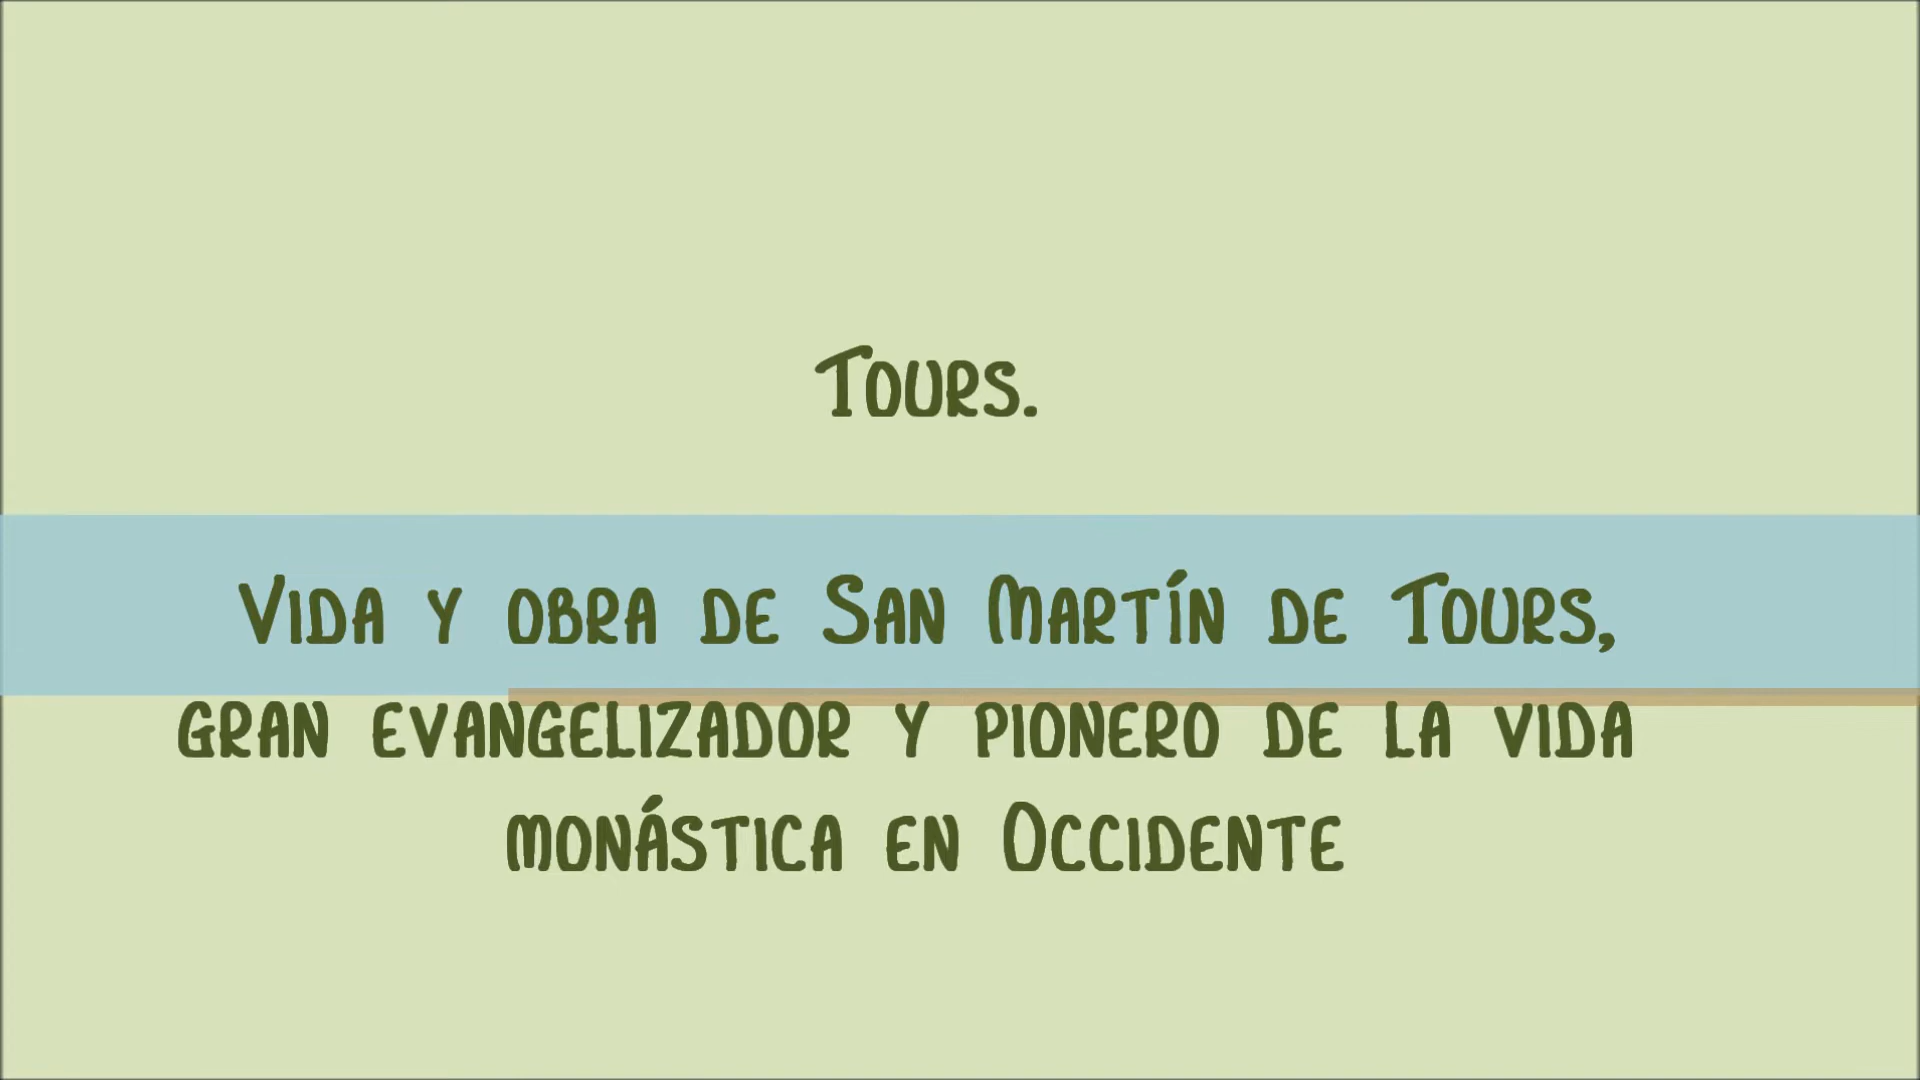 Tours.
Vida y obra de San Martín de Tours,
gran evangelizador y pionero de la vida
monástica en Occidente